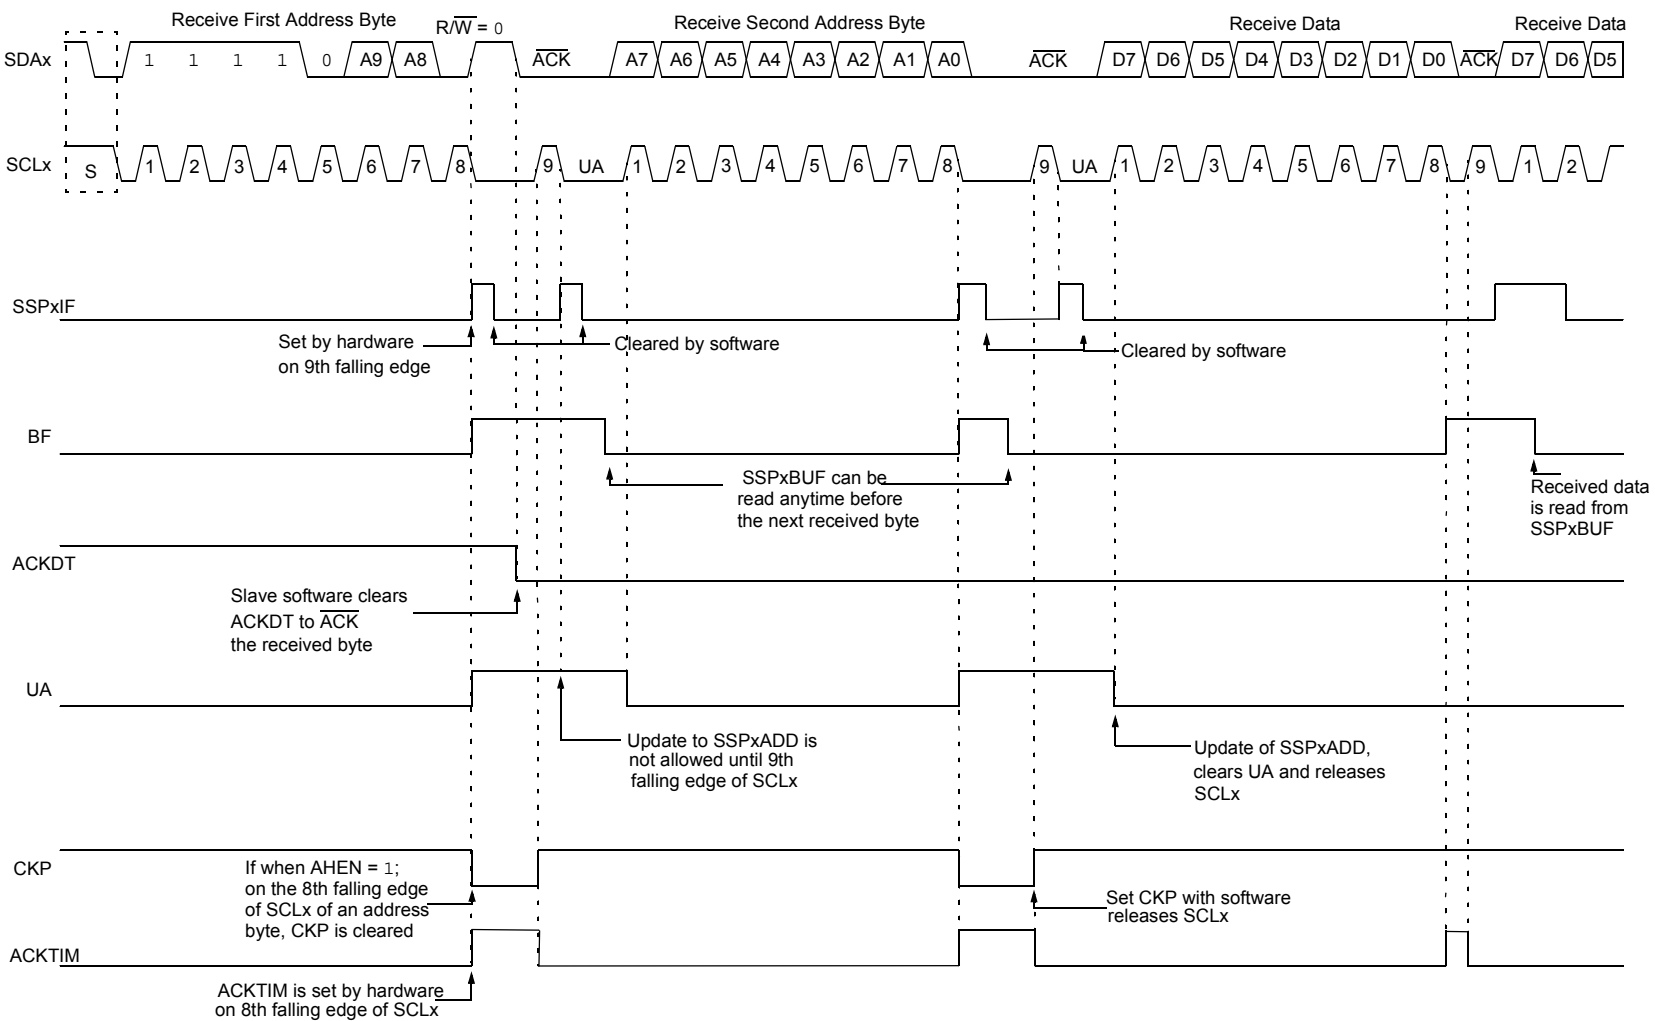 Receive First Address Byte
R/W = 0
Receive Second Address Byte
Receive Data
Receive Data
SDAx
1 1 1 1 0 A9 A8 ACK A7 A6 A5 A4 A3 A2 A1 A0 ACK D7 D6 D5 D4 D3 D2 D1 D0 ACK D7 D6 D5
SCLx
S 1 2 3 4 5 6 7 8 9 UA 1 2 3 4 5 6 7 8 9 UA 1 2 3 4 5 6 7 8 9 1 2
SSPxIF
Set by hardware
on 9th falling edge
Cleared by software
Cleared by software
BF
SSPxBUF can be
read anytime before
the next received byte
Received data
is read from
SSPxBUF
ACKDT
Slave software clears
ACKDT to ACK
the received byte
UA
Update to SSPxADD is
not allowed until 9th
falling edge of SCLx
Update of SSPxADD,
clears UA and releases
SCLx
CKP
If when AHEN = 1;
on the 8th falling edge
of SCLx of an address
byte, CKP is cleared
Set CKP with software
releases SCLx
ACKTIM
ACKTIM is set by hardware
on 8th falling edge of SCLx